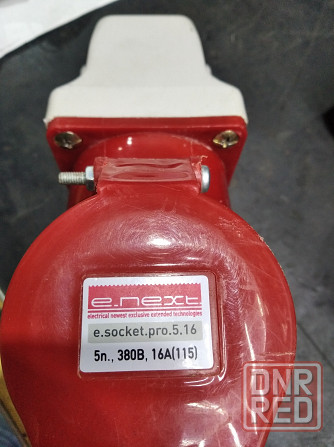 e.next
electrical newest exclusive extended technologies
e.socket.pro.5.16
5п., 380В, 16А(115)
DNR
RED